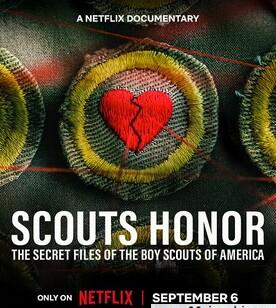 A NETFLIX DOCUMENTARY
SCOUTS HONOR
THE SECRET FILES OF THE BOY SCOUTS OF AMERICA
ONLY ON NETFLIX | SEPTEMBER 6